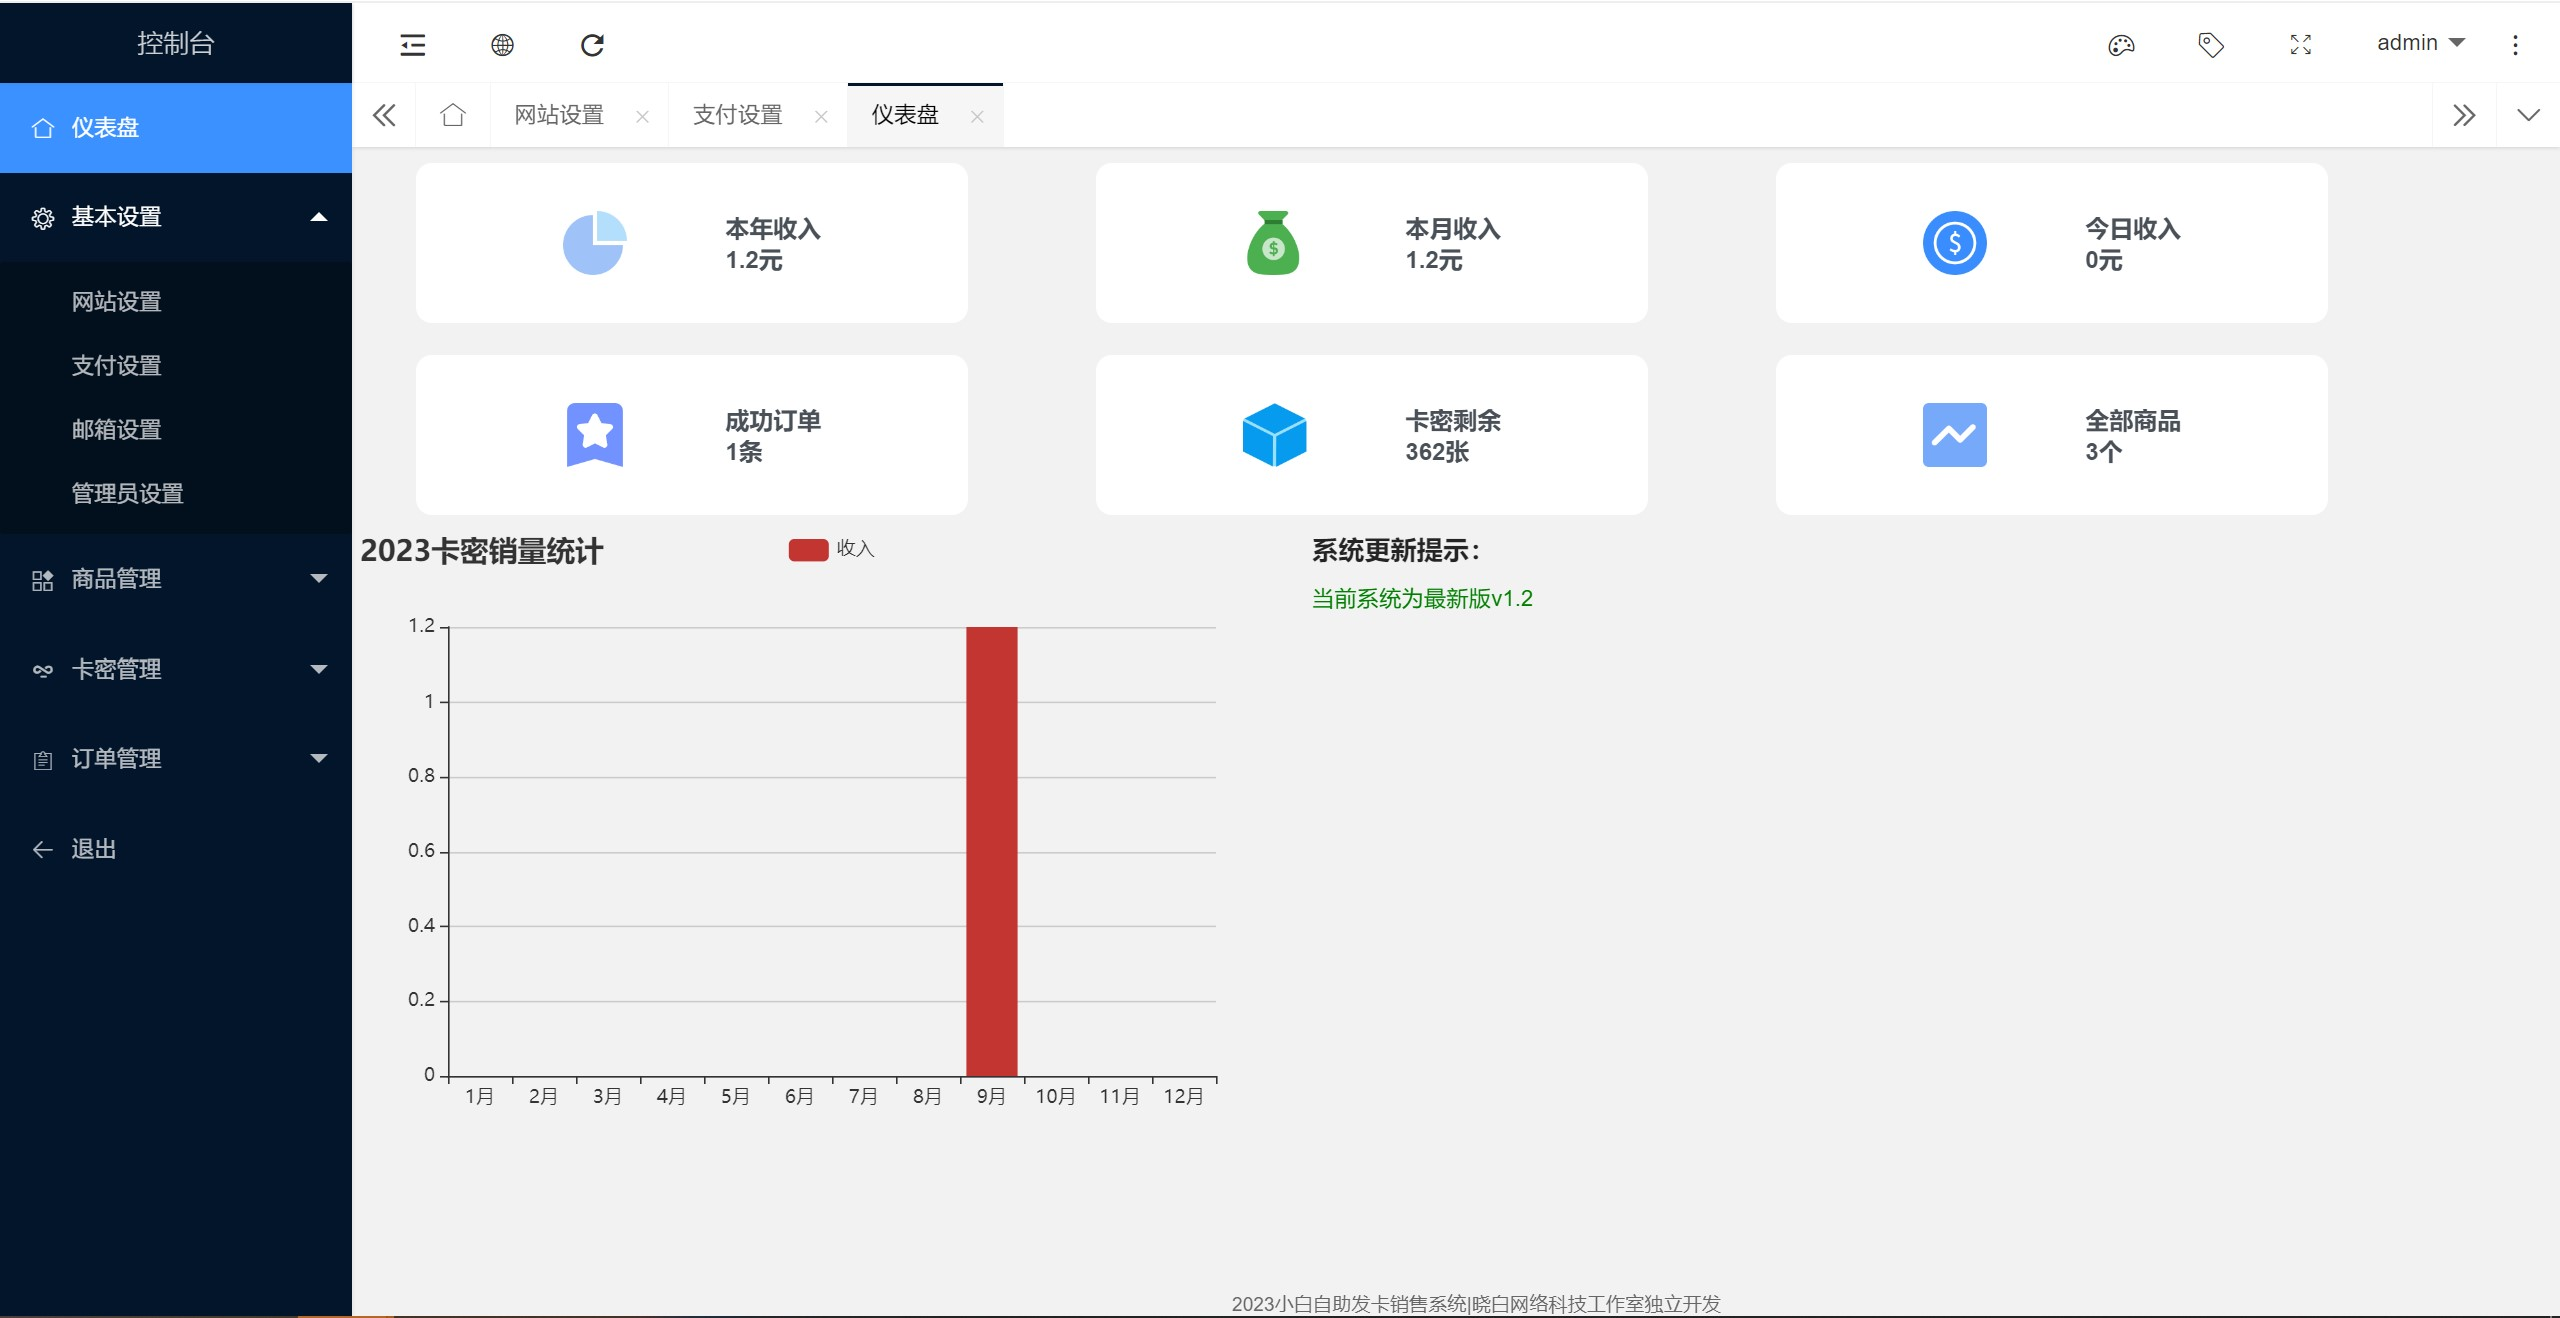 控制台
仪表盘
基本设置
网站设置
支付设置
邮箱设置
管理员设置
商品管理
卡密管理
订单管理
退出
admin
网站设置
支付设置
仪表盘
本年收入
1.2元
本月收入
1.2元
今日收入
0元
成功订单
1条
卡密剩余
362张
全部商品
3个
2023卡密销量统计
收入
1.2
1
0.8
0.6
0.4
0.2
0
1月 2月 3月 4月 5月 6月 7月 8月 9月 10月 11月 12月
系统更新提示：
当前系统为最新版v1.2
2023小白自助发卡销售系统|晓白网络科技工作室独立开发